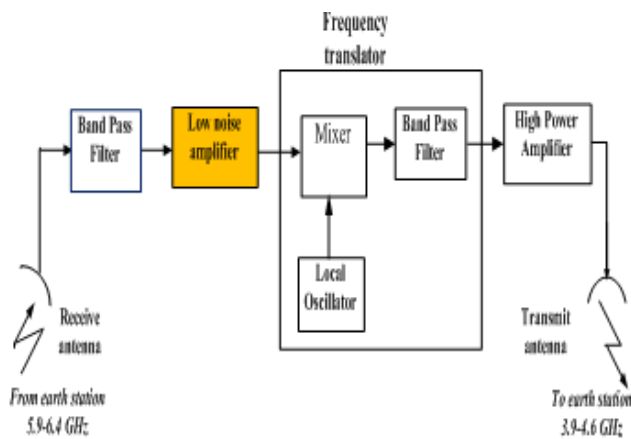 Frequency
translator
Band Pass
Filter
Low noise
amplifier
Mixer
Band Pass
Filter
High Power
Amplifier
Local
Oscillator
Receive
antenna
Transmit
antenna
From earth station
5.9-6.4 GHz
To earth station
3.9-4.6 GHz